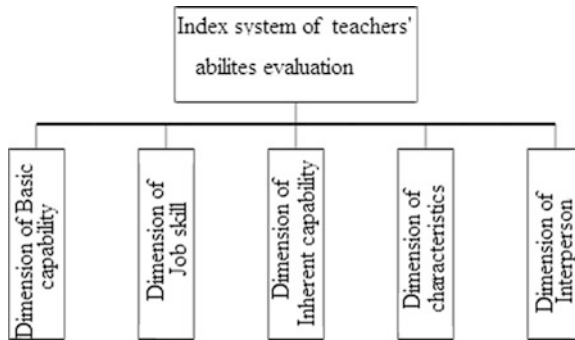 Index system of teachers'
abilites evaluation
Dimension of Basic
capability
Dimension of
Job skill
Dimension of
Inherent capability
Dimension of
characteristics
Dimension of
Interperson